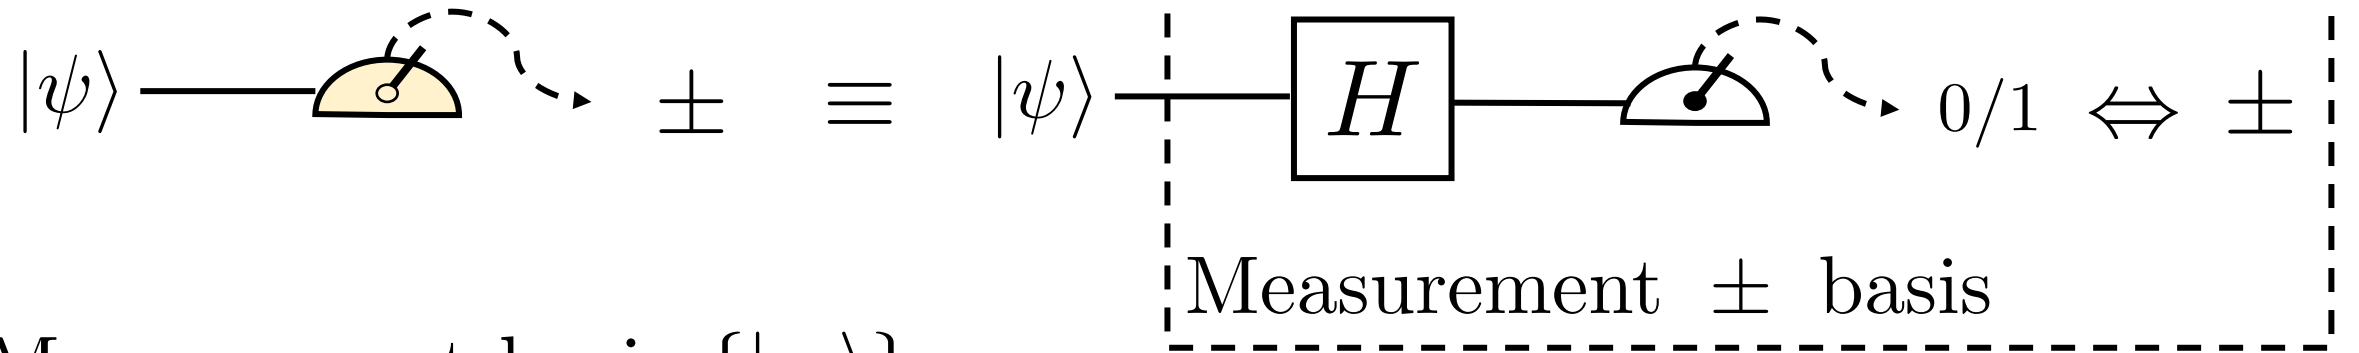 |ψ⟩ ± ≡ |ψ⟩ H 0/1 ⇔ ±
Measurement ± basis